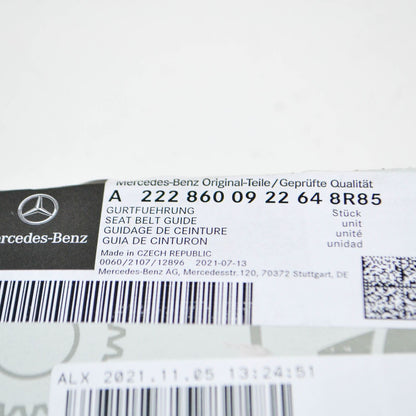 Mercedes-Benz Original-Teile/Geprüfte Qualität
A 222 860 09 22 64 8R85
GURTFUEHRUNG
SEAT BELT GUIDE
GUIDAGE DE CEINTURE
GUIA DE CINTURON
Stück
unit
unité
unidad
Made in CZECH REPUBLIC
0060/2107/12896 2021-07-13
Mercedes-Benz AG, Mercedesstr.120, 70372 Stuttgart, DE
ercedes-Benz
ALX 2021.11.05 13:24:51